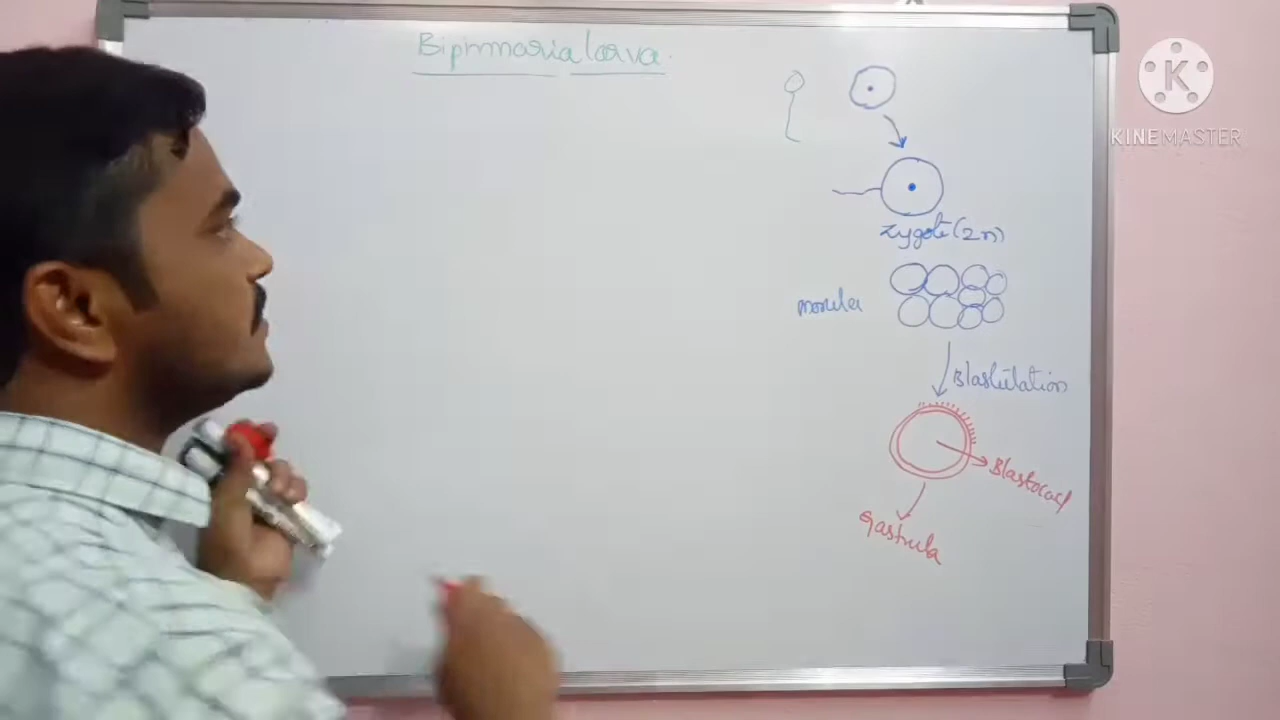 Bipinnaria larva.
zygote (2n)
morula
Blastulation
Blastocoel
Gastrula
K
KINEMASTER